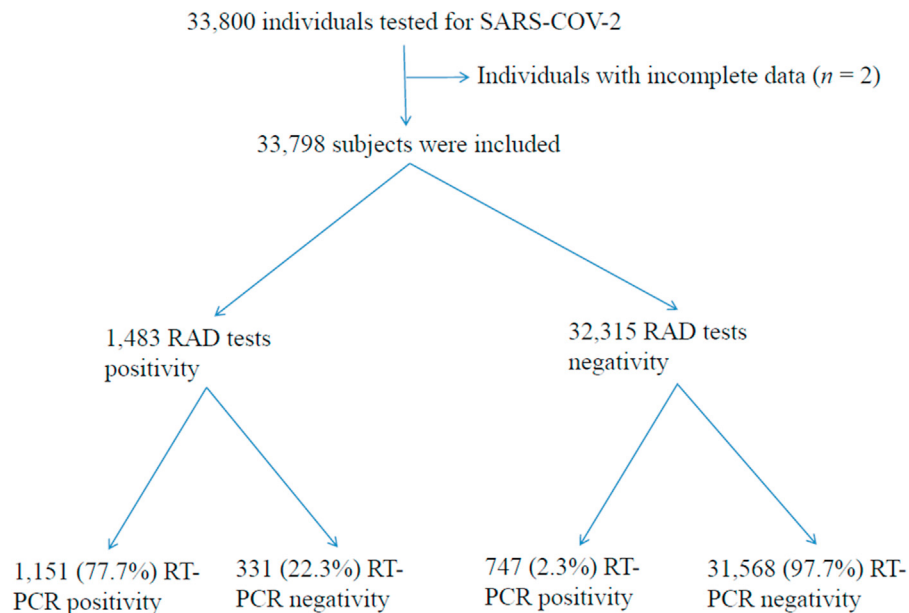 33,800 individuals tested for SARS-COV-2
Individuals with incomplete data (n = 2)
33,798 subjects were included
1,483 RAD tests
positivity
32,315 RAD tests
negativity
1,151 (77.7%) RT-
PCR positivity
331 (22.3%) RT-
PCR negativity
747 (2.3%) RT-
PCR positivity
31,568 (97.7%) RT-
PCR negativity